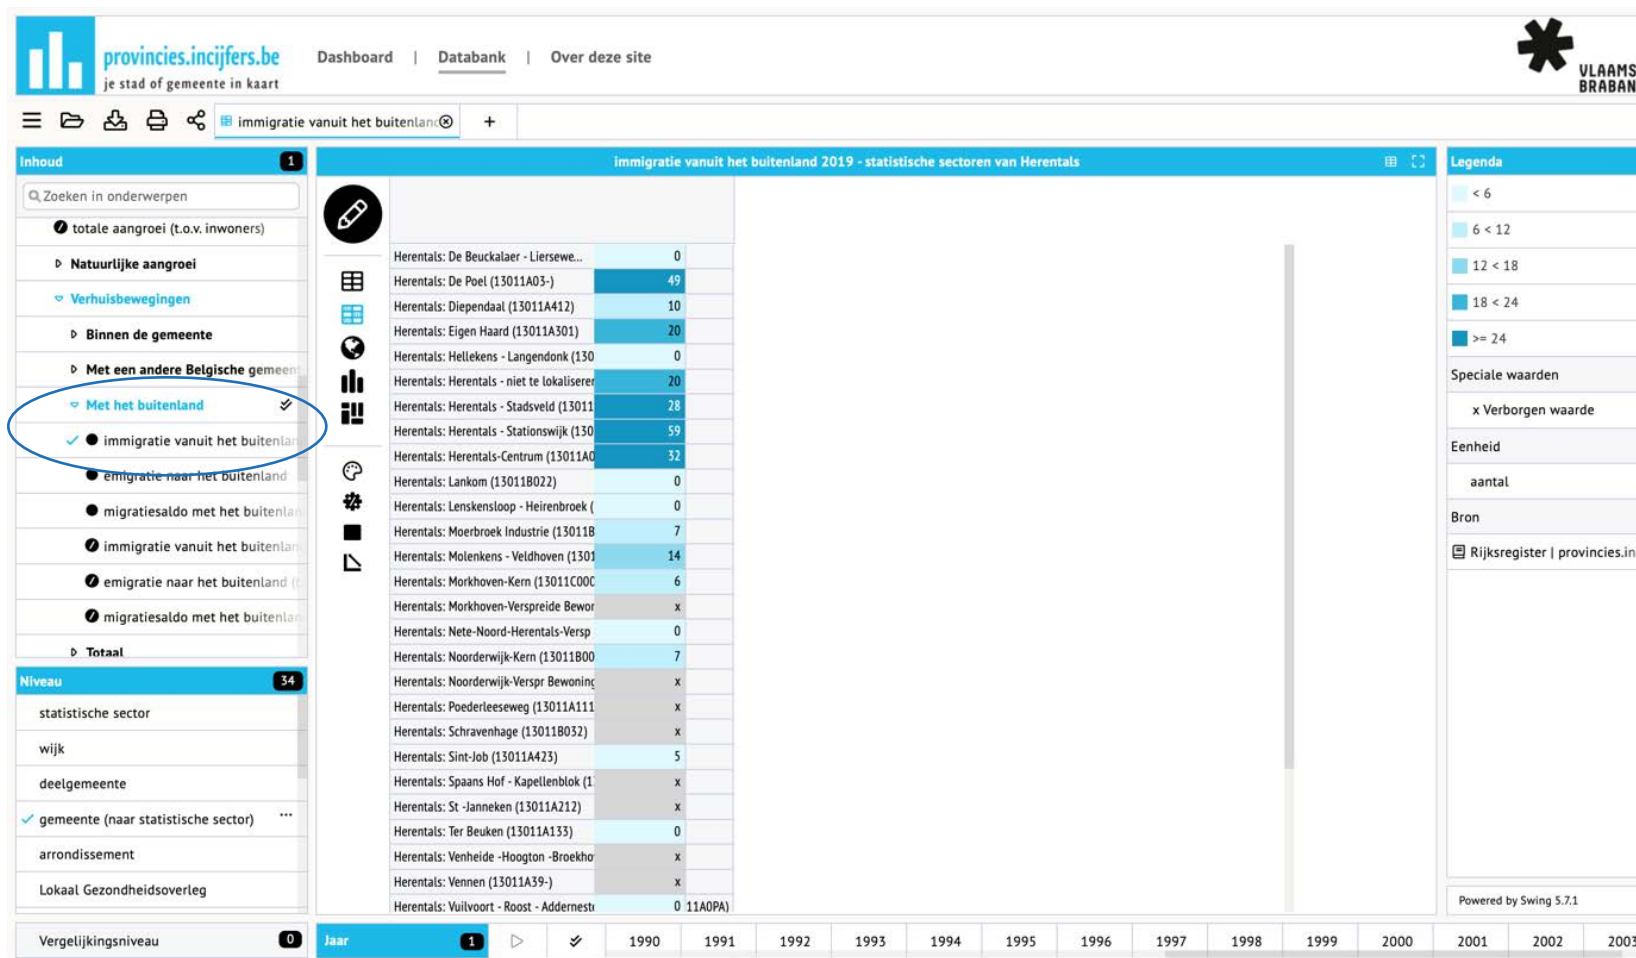 provincies.incijfers.be
je stad of gemeente in kaart
Dashboard | Databank | Over deze site
VLAAMS
BRABAN
immigratie vanuit het buitenland
+
Inhoud 1
Zoeken in onderwerpen
totale aangroei (t.o.v. inwoners)
Natuurlijke aangroei
Verhuisbewegingen
Binnen de gemeente
Met een andere Belgische gemeen
Met het buitenland
immigratie vanuit het buitenlan
emigratie naar het buitenland
migratiesaldo met het buitenlan
immigratie vanuit het buitenlan
emigratie naar het buitenland (t
migratiesaldo met het buitenlan
Totaal
Niveau 34
statistische sector
wijk
deelgemeente
gemeente (naar statistische sector) ...
arrondissement
Lokaal Gezondheidsoverleg
Vergelijkingsniveau 0
immigratie vanuit het buitenland 2019 - statistische sectoren van Herentals
Herentals: De Beuckalaer - Liersewe... 0
Herentals: De Poel (13011A03-) 49
Herentals: Diependaal (13011A412) 10
Herentals: Eigen Haard (13011A301) 20
Herentals: Hellekens - Langendonk (130 0
Herentals: Herentals - niet te lokaliseren 20
Herentals: Herentals - Stadsveld (13011 28
Herentals: Herentals - Stationswijk (130 59
Herentals: Herentals-Centrum (13011A0 32
Herentals: Lankom (13011B022) 0
Herentals: Lenskensloop - Heirenbroek ( 0
Herentals: Moerbroek Industrie (13011B 7
Herentals: Molenkens - Veldhoven (1301 14
Herentals: Morkhoven-Kern (13011C00 6
Herentals: Morkhoven-Verspreide Bewor x
Herentals: Nete-Noord-Herentals-Versp 0
Herentals: Noorderwijk-Kern (13011B00 7
Herentals: Noorderwijk-Verspr Bewoning x
Herentals: Poederleeseweg (13011A111 x
Herentals: Schravenhage (13011B032) x
Herentals: Sint-Job (13011A423) 5
Herentals: Spaans Hof - Kapellenblok (1 x
Herentals: St -Janneken (13011A212) x
Herentals: Ter Beuken (13011A133) 0
Herentals: Venheide -Hoogton -Broekho x
Herentals: Vennen (13011A39-) x
Herentals: Vuilvoort - Roost - Adderneste 0 11A0PA)
Jaar 1 1990 1991 1992 1993 1994 1995 1996 1997 1998 1999 2000 2001 2002 2003
Legenda
< 6
6 < 12
12 < 18
18 < 24
>= 24
Speciale waarden
x Verborgen waarde
Eenheid
aantal
Bron
Rijksregister | provincies.in
Powered by Swing 5.7.1